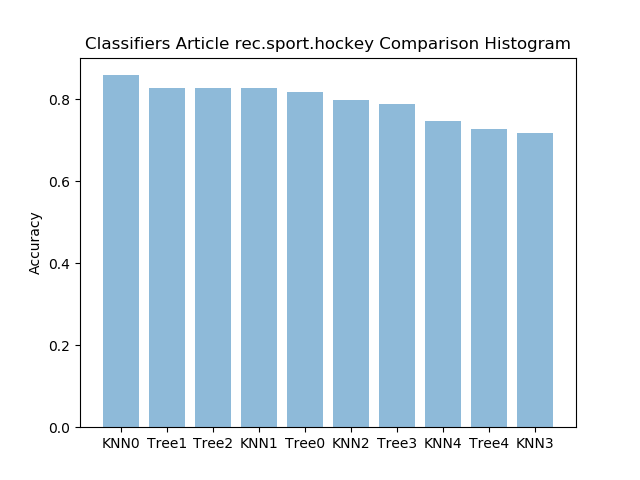 Classifiers Article rec.sport.hockey Comparison Histogram
Accuracy
0.8
0.6
0.4
0.2
0.0
KNN0 Tree1 Tree2 KNN1 Tree0 KNN2 Tree3 KNN4 Tree4 KNN3